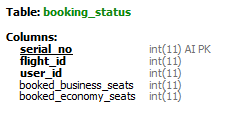 Table: booking_status
Columns:
serial_no int(11) AI PK
flight_id int(11)
user_id int(11)
booked_business_seats int(11)
booked_economy_seats int(11)